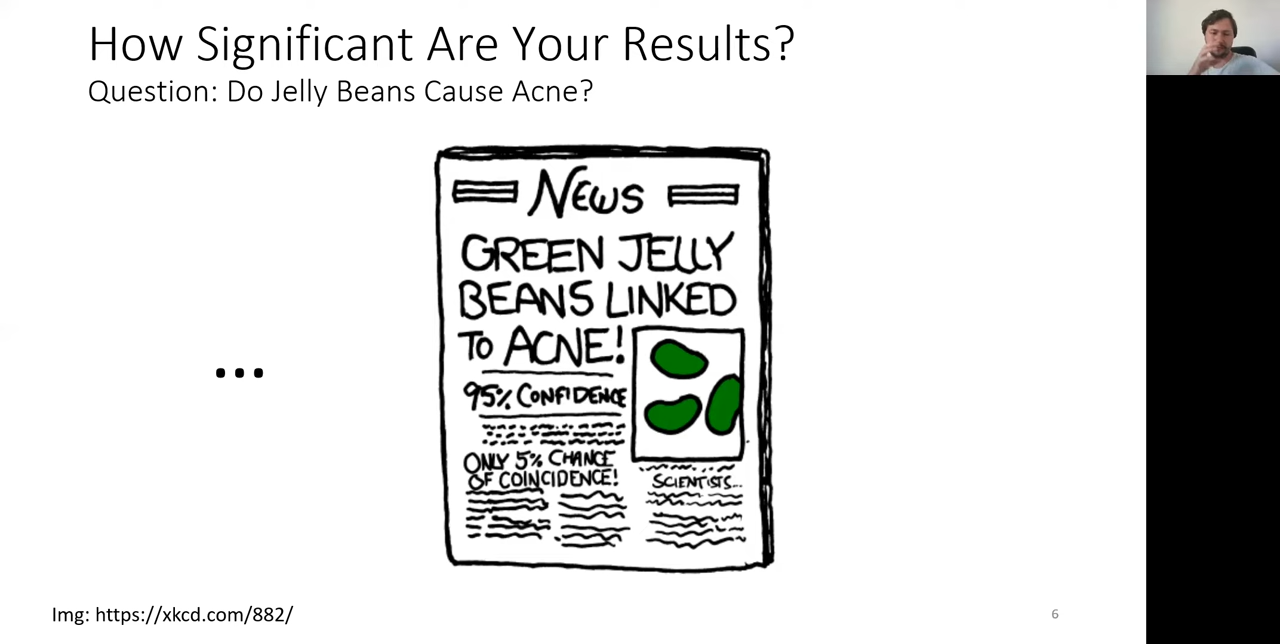 How Significant Are Your Results?
Question: Do Jelly Beans Cause Acne?
NEWS
GREEN JELLY
BEANS LINKED
TO ACNE!
95% CONFIDENCE
...
ONLY 5% CHANCE
OF COINCIDENCE!
SCIENTISTS...
Img: https://xkcd.com/882/
6